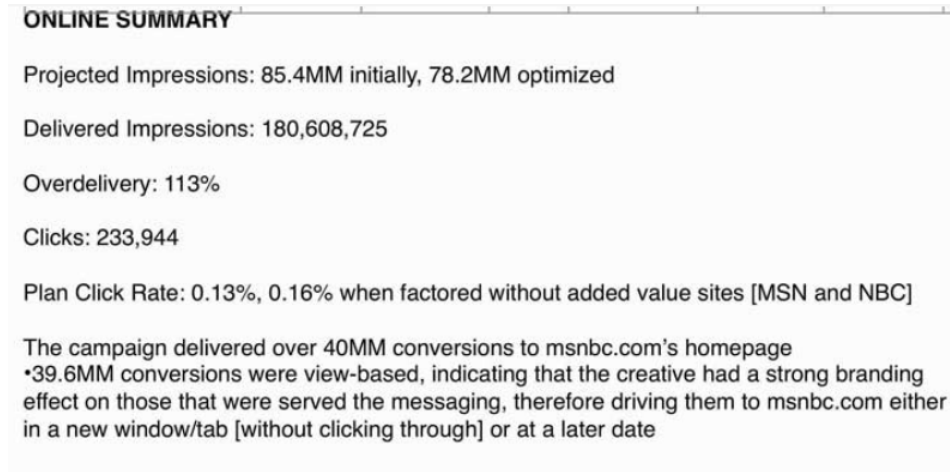 ONLINE SUMMARY
Projected Impressions: 85.4MM initially, 78.2MM optimized
Delivered Impressions: 180,608,725
Overdelivery: 113%
Clicks: 233,944
Plan Click Rate: 0.13%, 0.16% when factored without added value sites [MSN and NBC]
The campaign delivered over 40MM conversions to msnbc.com’s homepage
•39.6MM conversions were view-based, indicating that the creative had a strong branding
effect on those that were served the messaging, therefore driving them to msnbc.com either
in a new window/tab [without clicking through] or at a later date